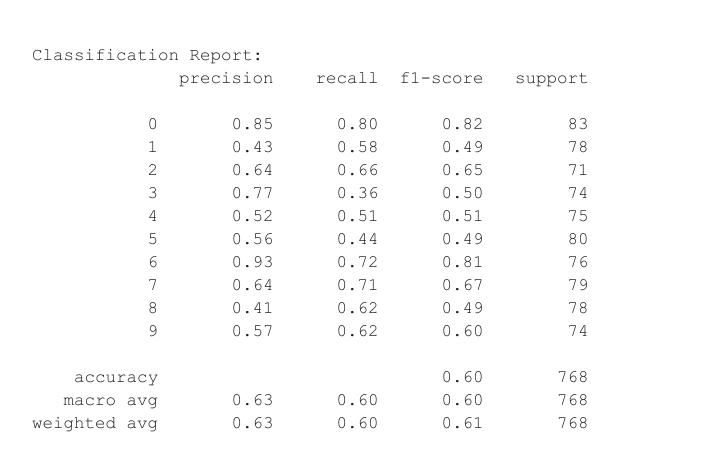 Classification Report:
              precision    recall  f1-score   support

           0       0.85      0.80      0.82        83
           1       0.43      0.58      0.49        78
           2       0.64      0.66      0.65        71
           3       0.77      0.36      0.50        74
           4       0.52      0.51      0.51        75
           5       0.56      0.44      0.49        80
           6       0.93      0.72      0.81        76
           7       0.64      0.71      0.67        79
           8       0.41      0.62      0.49        78
           9       0.57      0.62      0.60        74

    accuracy                           0.60       768
   macro avg       0.63      0.60      0.60       768
weighted avg       0.63      0.60      0.61       768